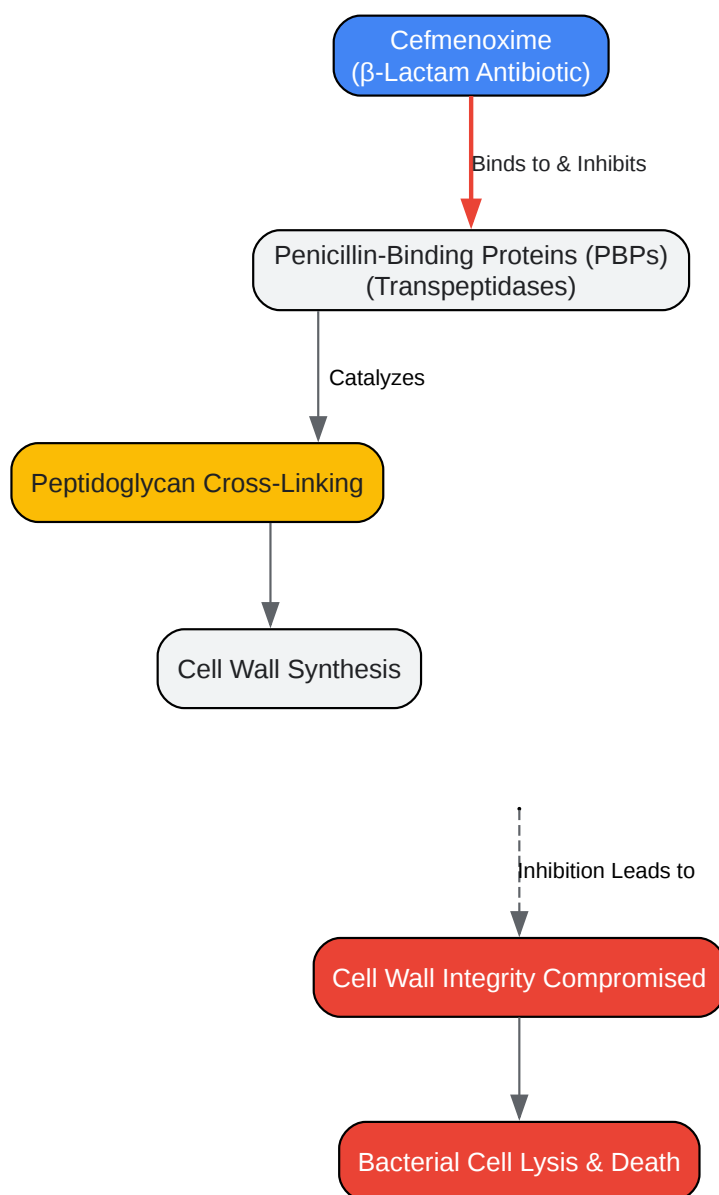 Cefmenoxime
(β-Lactam Antibiotic)
Binds to & Inhibits
Penicillin-Binding Proteins (PBPs)
(Transpeptidases)
Catalyzes
Peptidoglycan Cross-Linking
Cell Wall Synthesis
Inhibition Leads to
Cell Wall Integrity Compromised
Bacterial Cell Lysis & Death